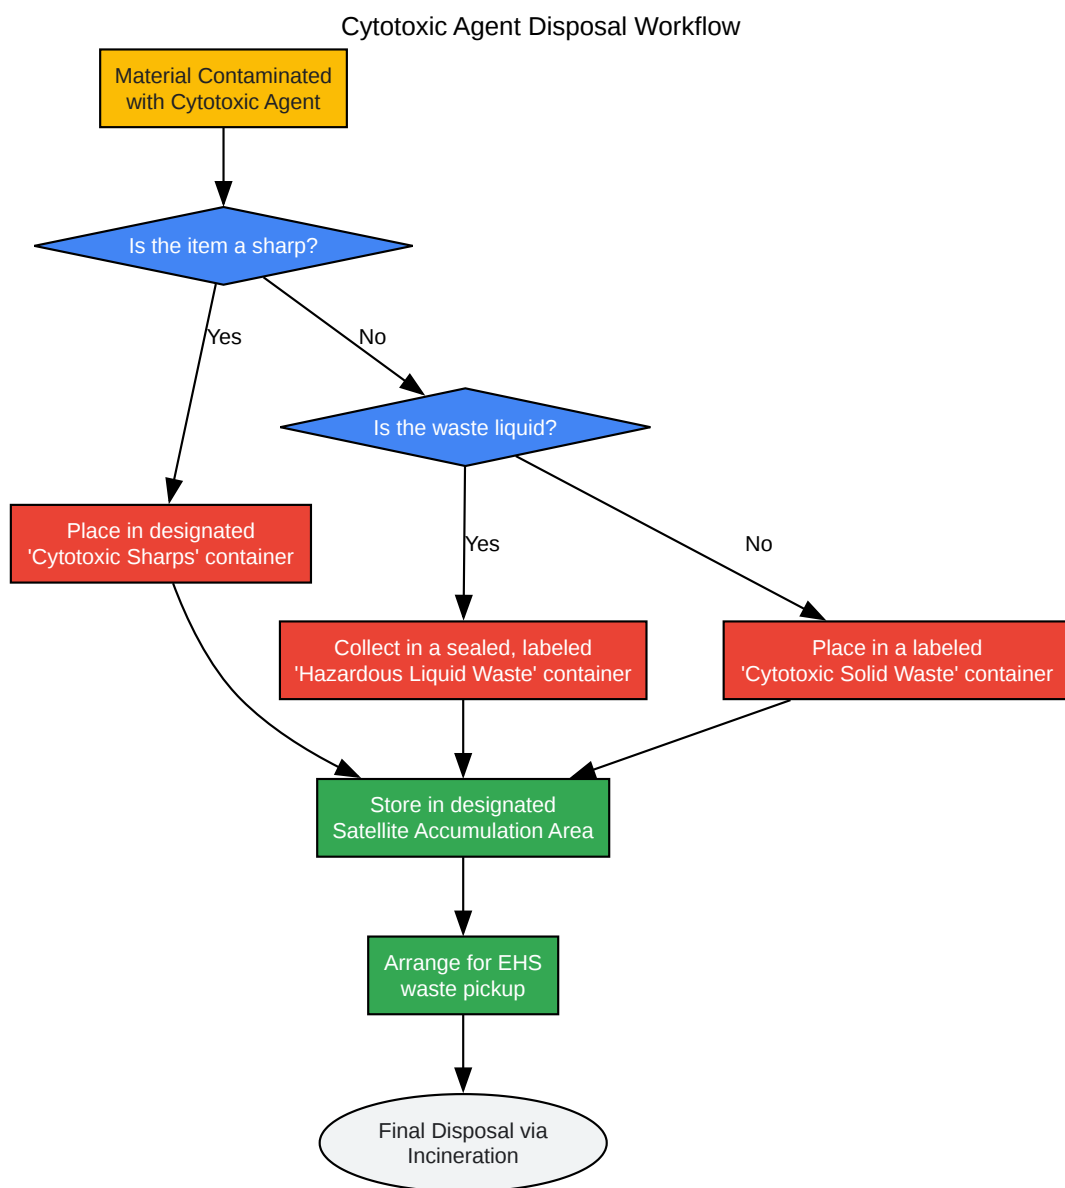 Cytotoxic Agent Disposal Workflow
Material Contaminated
with Cytotoxic Agent
Is the item a sharp?
Yes
No
Is the waste liquid?
Place in designated
'Cytotoxic Sharps' container
Yes
No
Collect in a sealed, labeled
'Hazardous Liquid Waste' container
Place in a labeled
'Cytotoxic Solid Waste' container
Store in designated
Satellite Accumulation Area
Arrange for EHS
waste pickup
Final Disposal via
Incineration